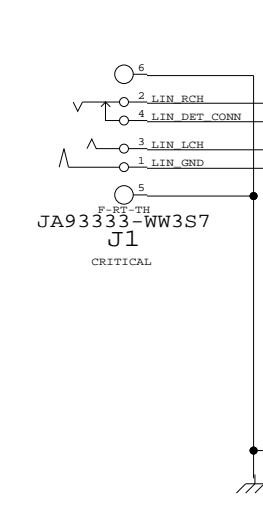 6
2 LIN_RCH
4 LIN_DET_CONN
3 LIN_LCH
1 LIN_GND
5
F-RT-TH
JA93333-WW3S7
J1
CRITICAL